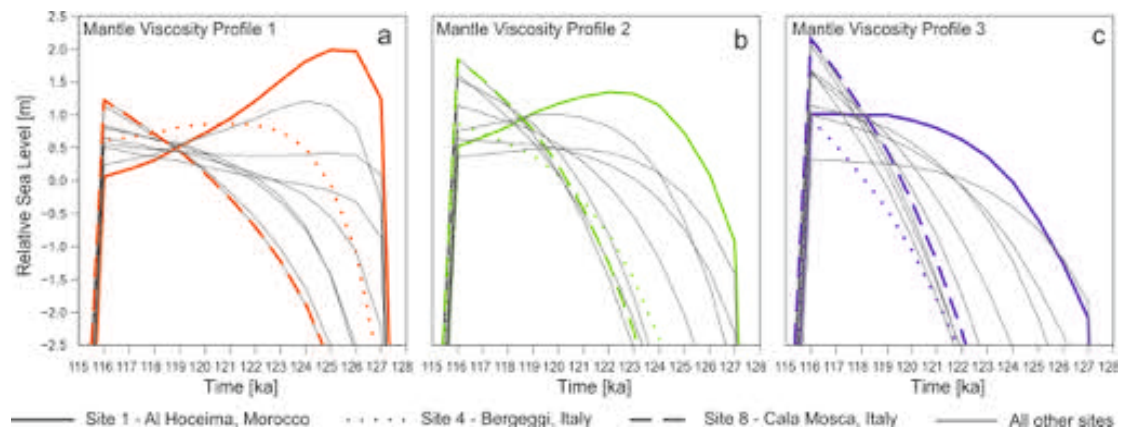 Mantle Viscosity Profile 1
a
Mantle Viscosity Profile 2
b
Mantle Viscosity Profile 3
c
Relative Sea Level [m]
2.5
2.0
1.5
1.0
0.5
0.0
−0.5
−1.0
−1.5
−2.0
−2.5
115 116 117 118 119 120 121 122 123 124 125 126 127 128
115 116 117 118 119 120 121 122 123 124 125 126 127 128
115 116 117 118 119 120 121 122 123 124 125 126 127 128
Time [ka]
Time [ka]
Time [ka]
Site 1 - Al Hoceima, Morocco
Site 4 - Bergeggi, Italy
Site 8 - Cala Mosca, Italy
All other sites